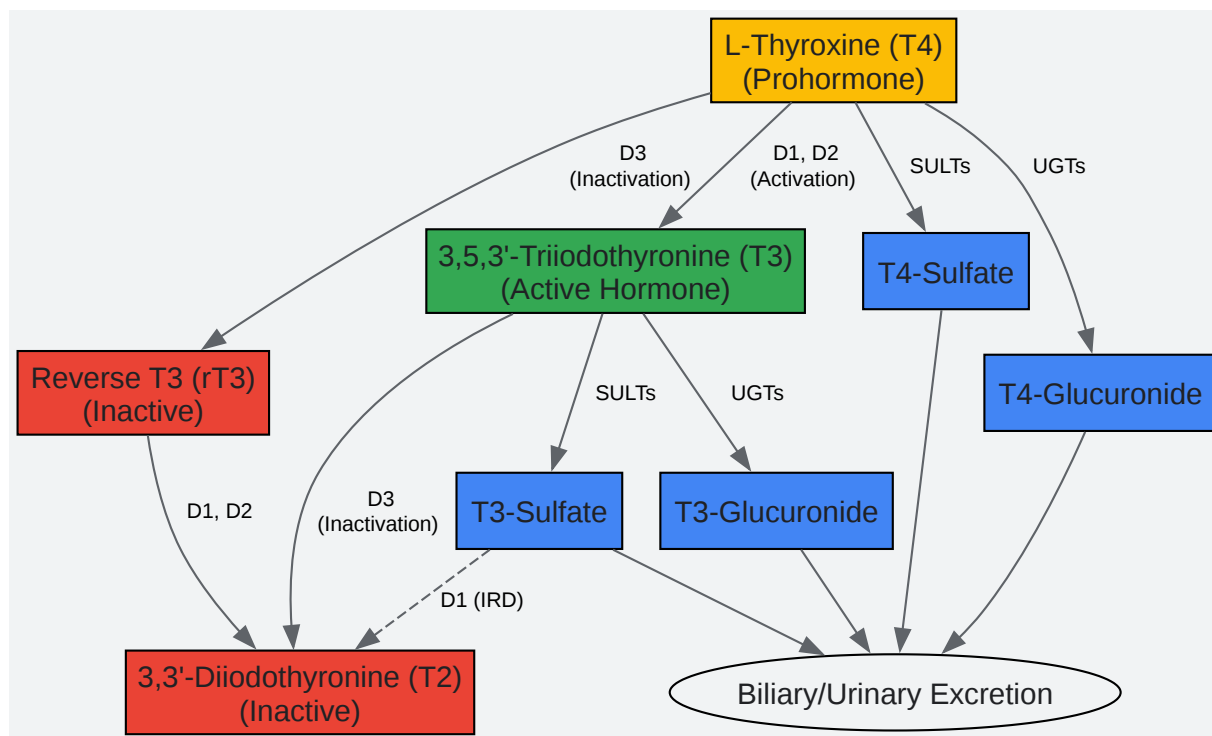 L-Thyroxine (T4)
(Prohormone)
D3
(Inactivation)
D1, D2
(Activation)
SULTs
UGTs
3,5,3'-Triiodothyronine (T3)
(Active Hormone)
T4-Sulfate
Reverse T3 (rT3)
(Inactive)
T4-Glucuronide
SULTs
UGTs
D1, D2
D3
(Inactivation)
T3-Sulfate
T3-Glucuronide
D1 (IRD)
3,3'-Diiodothyronine (T2)
(Inactive)
Biliary/Urinary Excretion